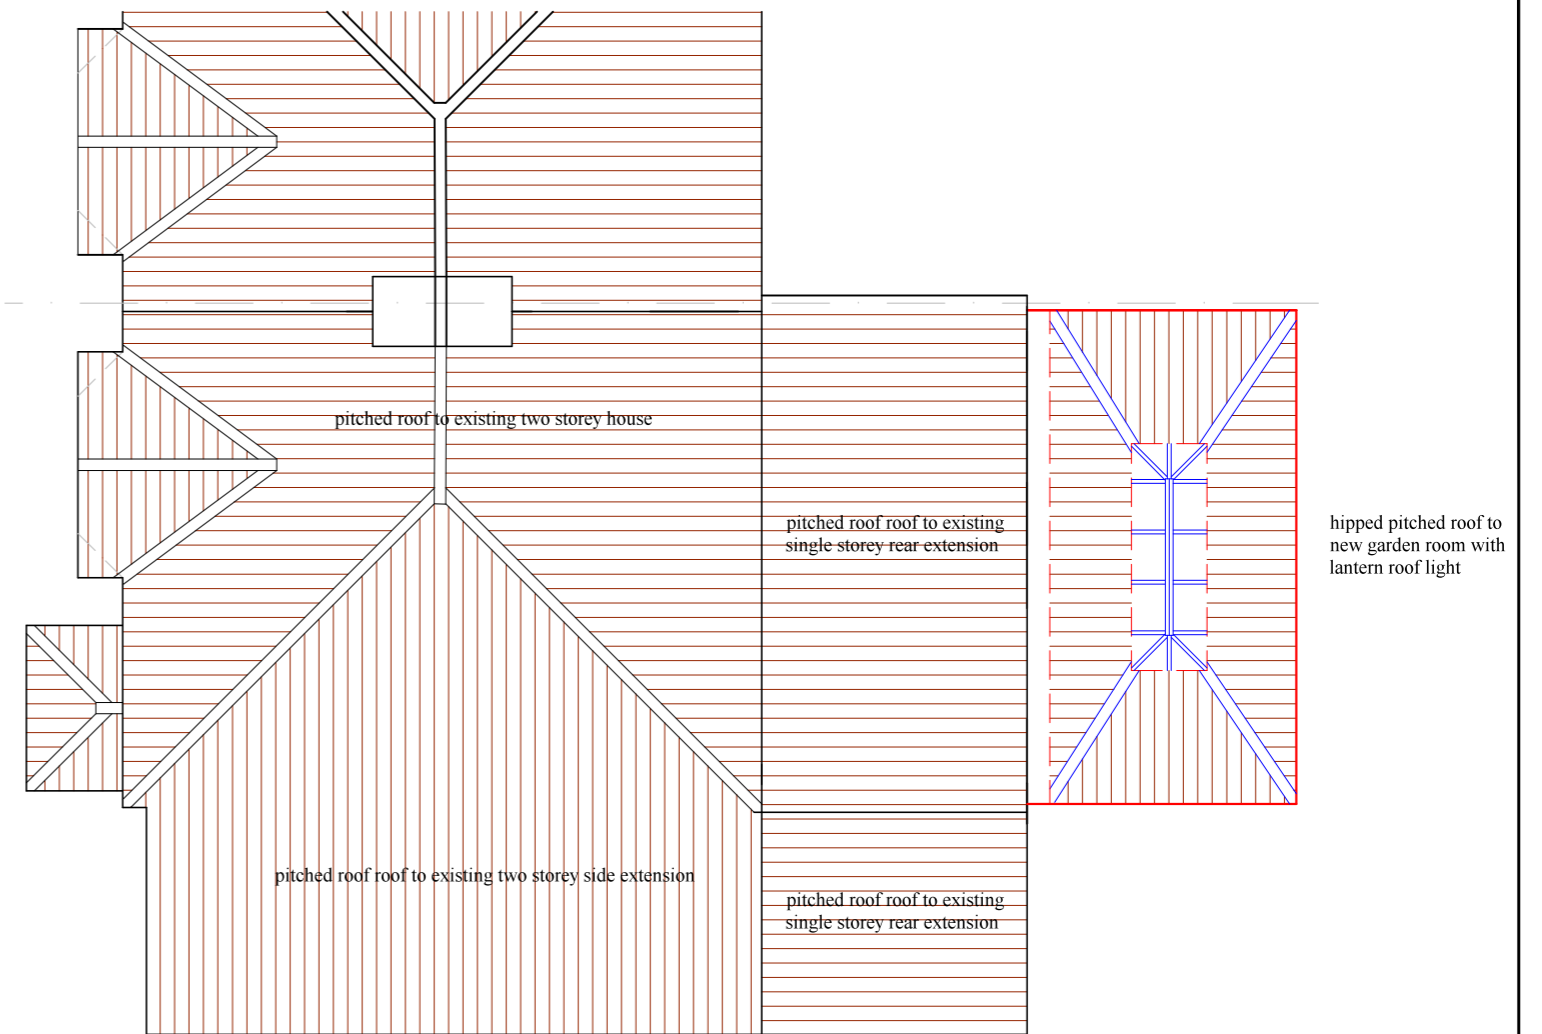 pitched roof to existing two storey house
pitched roof roof to existing
single storey rear extension
hipped pitched roof to
new garden room with
lantern roof light
pitched roof roof to existing two storey side extension
pitched roof roof to existing
single storey rear extension